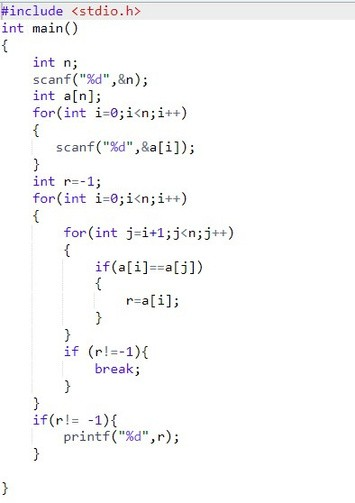 #include <stdio.h>
int main()
{
    int n;
    scanf("%d",&n);
    int a[n];
    for(int i=0;i<n;i++)
    {
       scanf("%d",&a[i]);
    }
    int r=-1;
    for(int i=0;i<n;i++)
    {
        for(int j=i+1;j<n;j++)
        {
            if(a[i]==a[j])
            {
                r=a[i];
            }
        }
        if (r!=-1){
            break;
        }
    }
    if(r!= -1){
        printf("%d",r);
    }

}